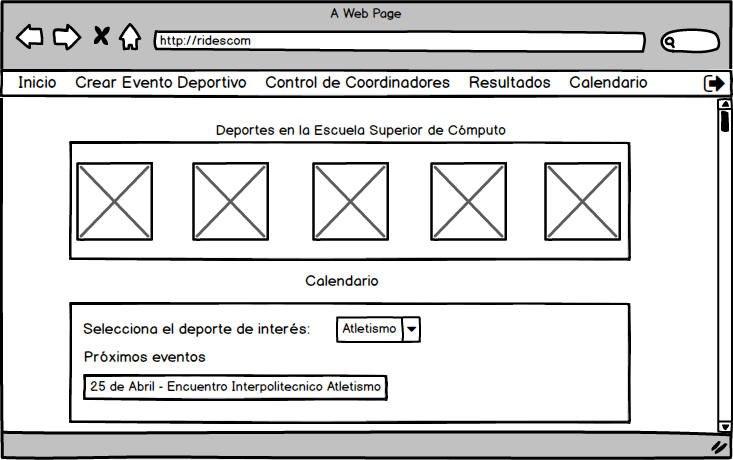 A Web Page
http://ridescom
Inicio Crear Evento Deportivo Control de Coordinadores Resultados Calendario
Deportes en la Escuela Superior de Cómputo
Calendario
Selecciona el deporte de interés: Atletismo
Próximos eventos
25 de Abril - Encuentro Interpolitecnico Atletismo